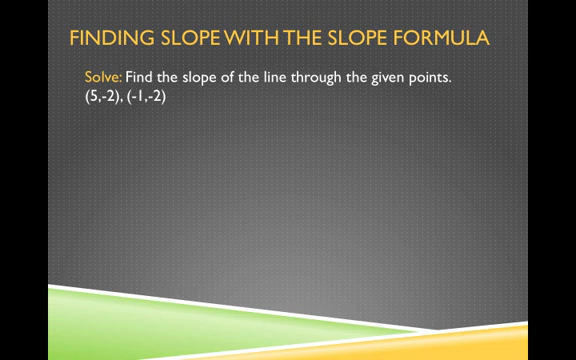 FINDING SLOPE WITH THE SLOPE FORMULA
Solve: Find the slope of the line through the given points.
(5,-2), (-1,-2)